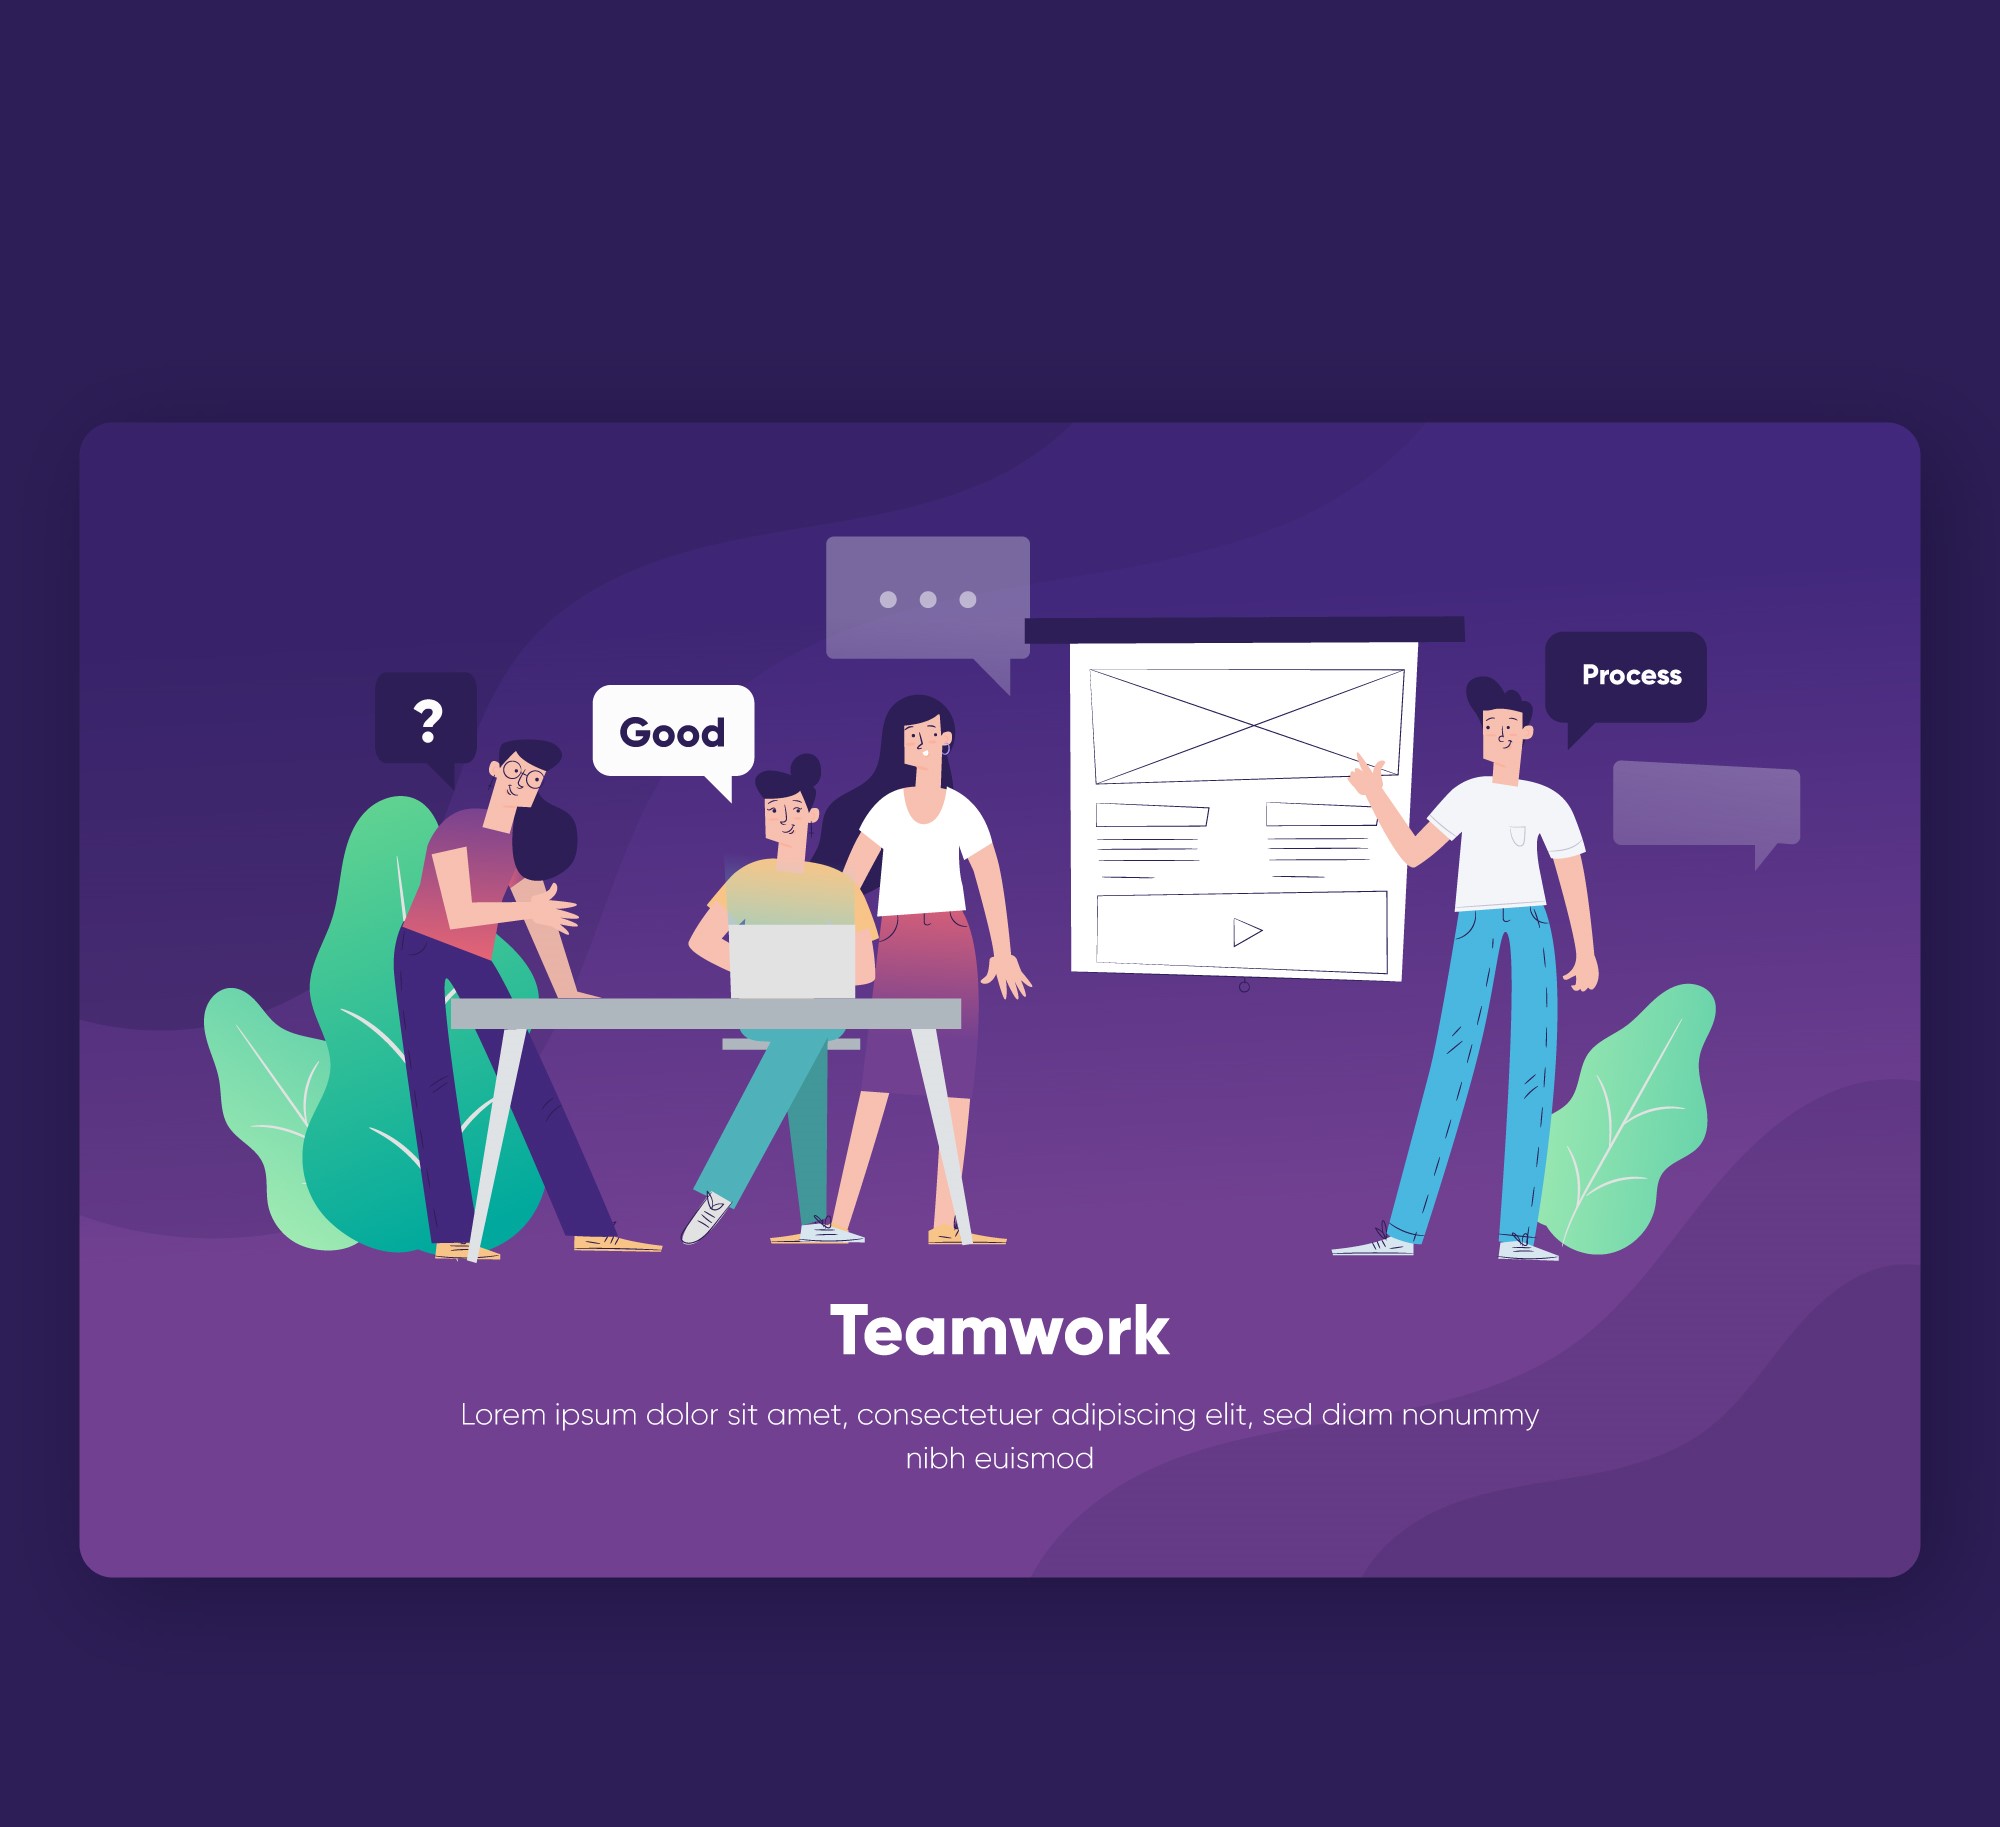 ?
Good
Process
Teamwork
Lorem ipsum dolor sit amet, consectetuer adipiscing elit, sed diam nonummy
nibh euismod